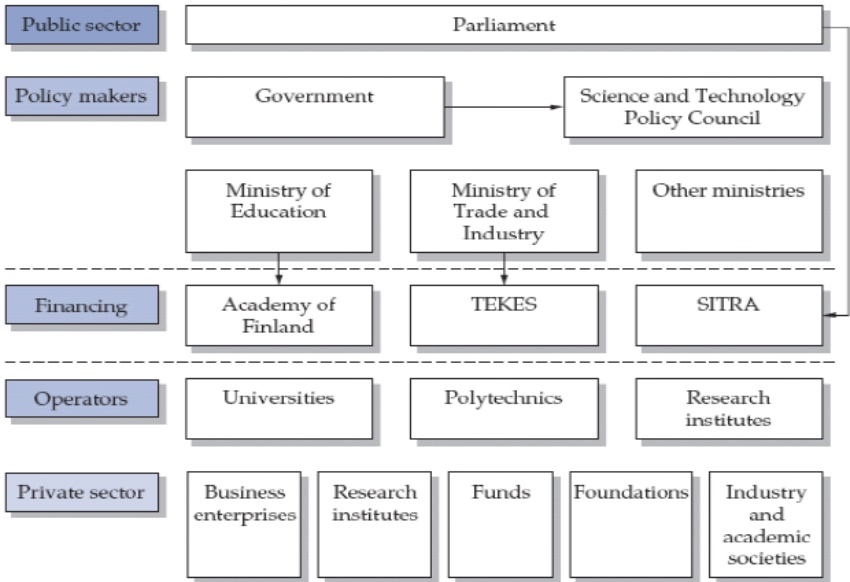 Public sector
Parliament
Policy makers
Government
Science and Technology
Policy Council
Ministry of
Education
Ministry of
Trade and
Industry
Other ministries
Financing
Academy of
Finland
TEKES
SITRA
Operators
Universities
Polytechnics
Research
institutes
Private sector
Business
enterprises
Research
institutes
Funds
Foundations
Industry
and
academic
societies